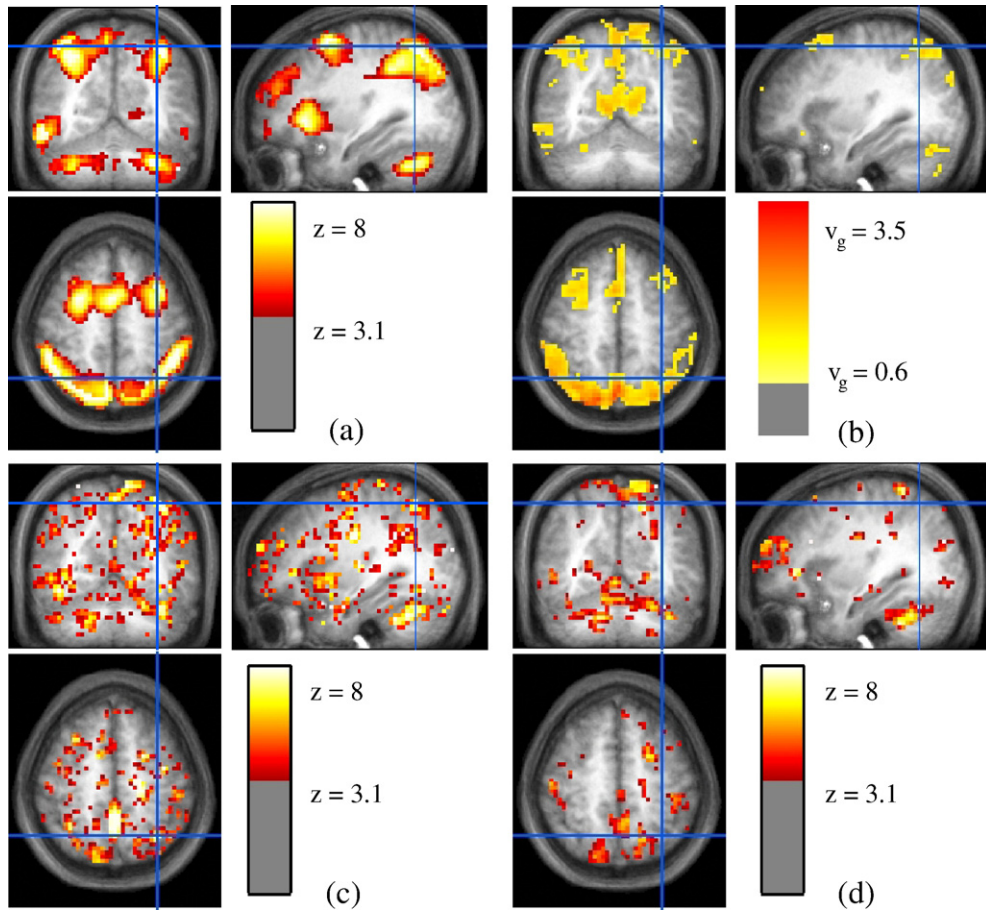 z = 8
z = 3.1
(a)
v_g = 3.5
v_g = 0.6
(b)
z = 8
z = 3.1
(c)
z = 8
z = 3.1
(d)